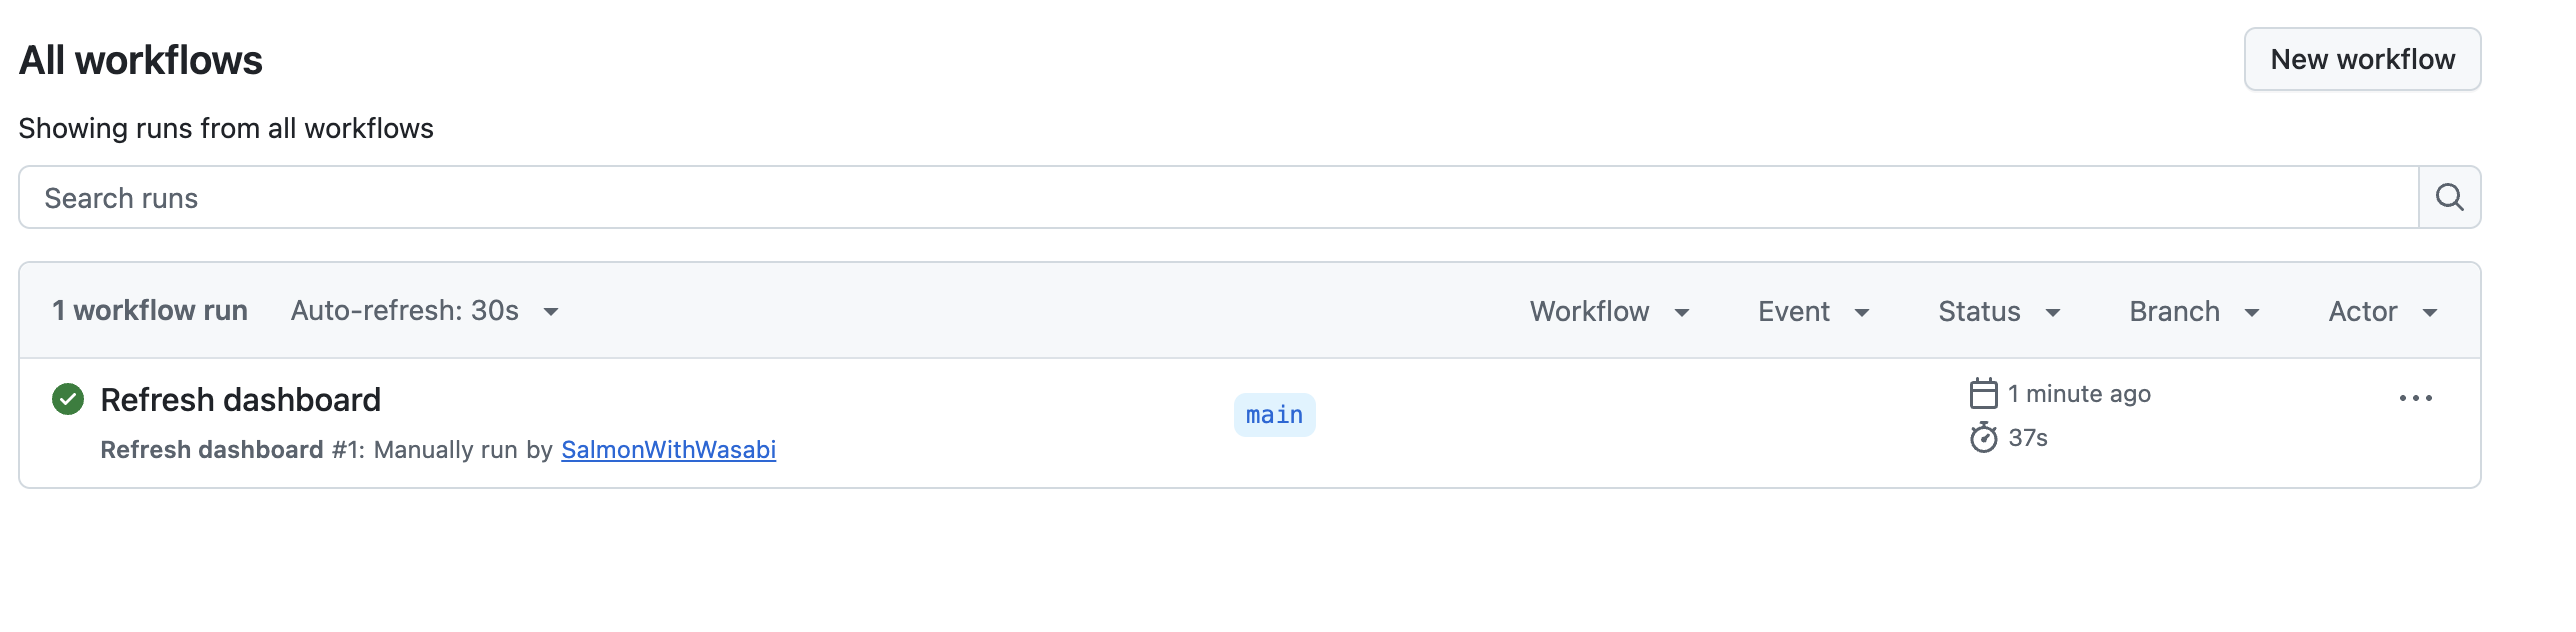 All workflows
New workflow
Showing runs from all workflows
Search runs
1 workflow run Auto-refresh: 30s Workflow Event Status Branch Actor
Refresh dashboard
main
1 minute ago
Refresh dashboard #1: Manually run by SalmonWithWasabi
37s